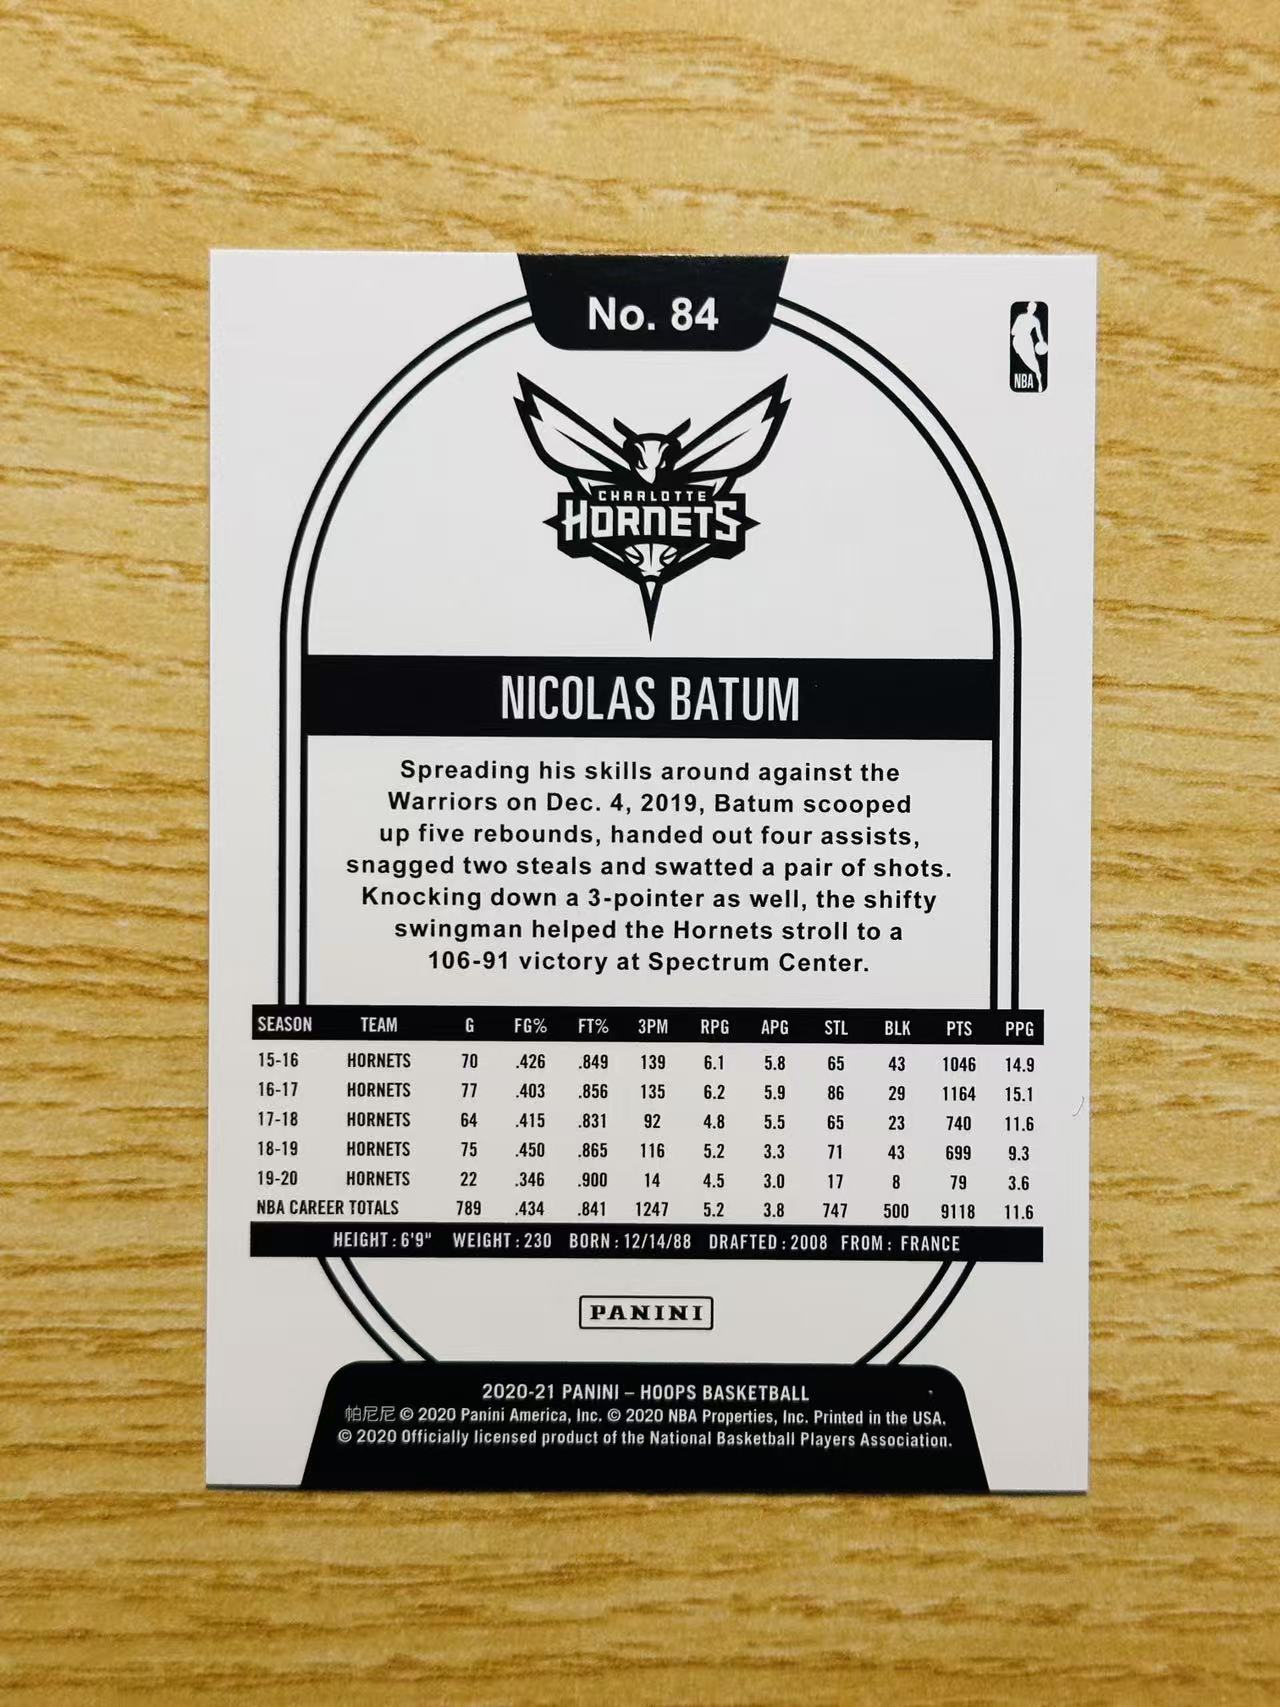 No. 84
NBA
CHARLOTTE
HORNETS
NICOLAS BATUM
Spreading his skills around against the
Warriors on Dec. 4, 2019, Batum scooped
up five rebounds, handed out four assists,
snagged two steals and swatted a pair of shots.
Knocking down a 3-pointer as well, the shifty
swingman helped the Hornets stroll to a
106-91 victory at Spectrum Center.
SEASON TEAM G FG% FT% 3PM RPG APG STL BLK PTS PPG
15-16 HORNETS 70 .426 .849 139 6.1 5.8 65 43 1046 14.9
16-17 HORNETS 77 .403 .856 135 6.2 5.9 86 29 1164 15.1
17-18 HORNETS 64 .415 .831 92 4.8 5.5 65 23 740 11.6
18-19 HORNETS 75 .450 .865 116 5.2 3.3 71 43 699 9.3
19-20 HORNETS 22 .346 .900 14 4.5 3.0 17 8 79 3.6
NBA CAREER TOTALS 789 .434 .841 1247 5.2 3.8 747 500 9118 11.6
HEIGHT : 6'9" WEIGHT : 230 BORN : 12/14/88 DRAFTED : 2008 FROM : FRANCE
PANINI
2020-21 PANINI – HOOPS BASKETBALL
帕尼尼 © 2020 Panini America, Inc. © 2020 NBA Properties, Inc. Printed in the USA.
© 2020 Officially licensed product of the National Basketball Players Association.